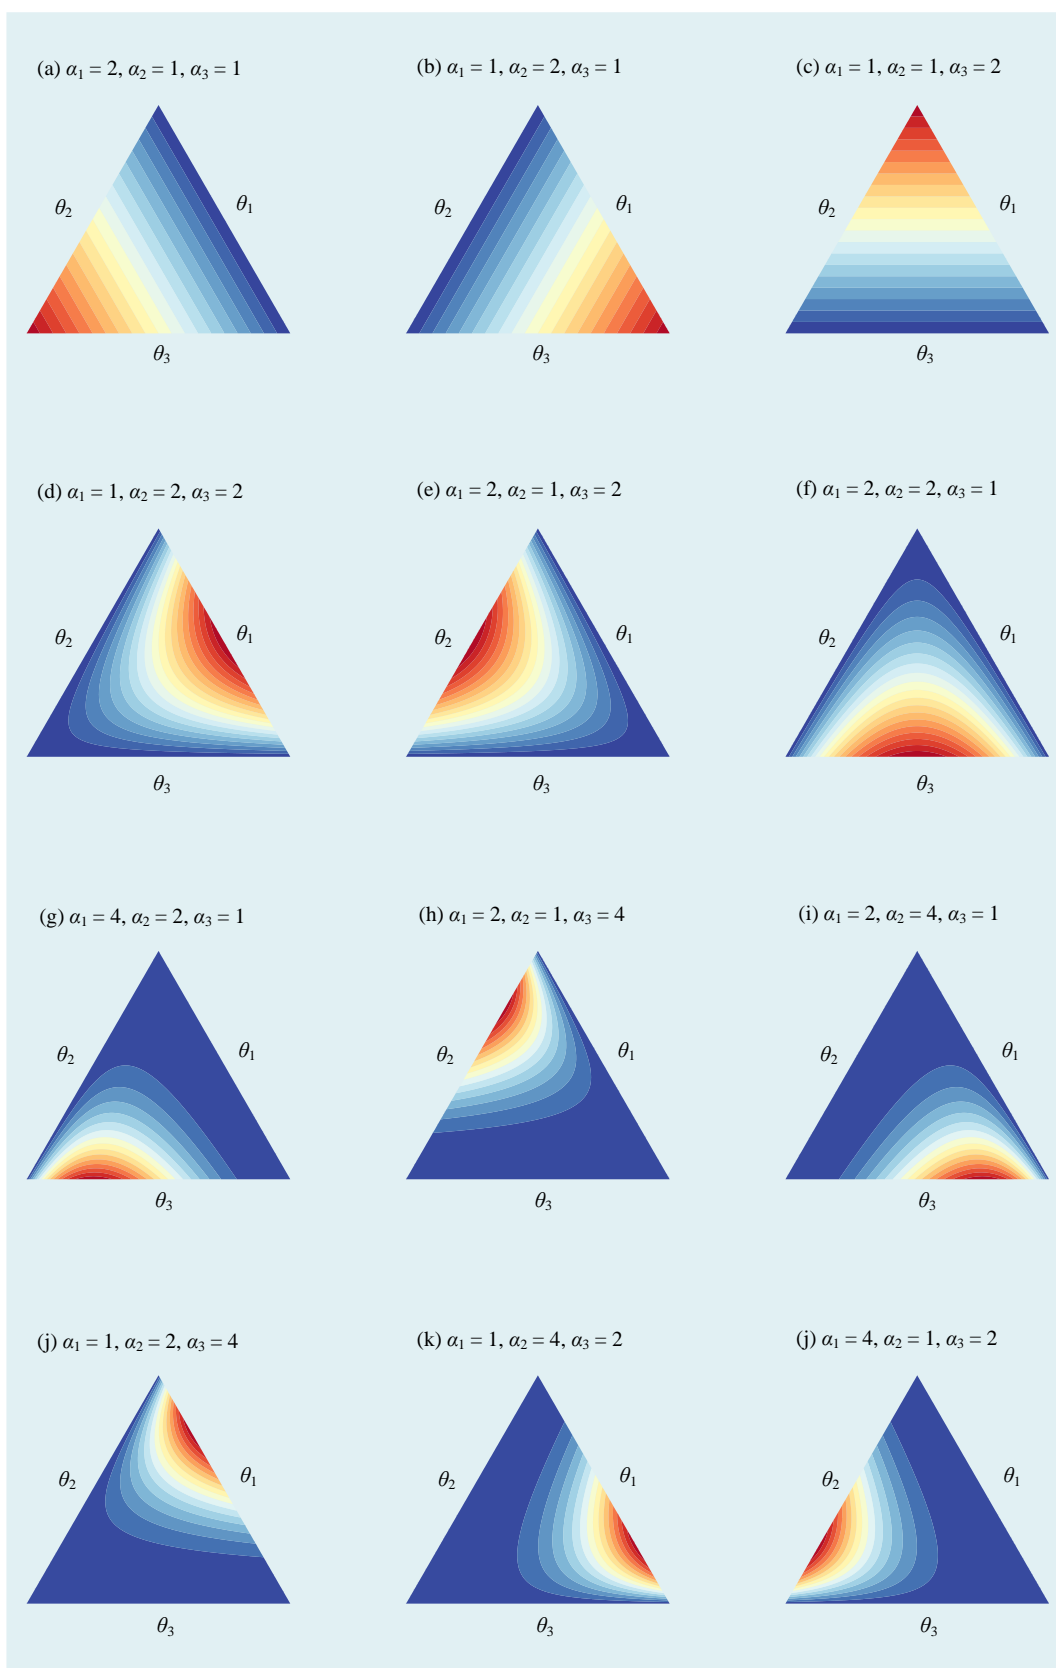 (a) α₁ = 2, α₂ = 1, α₃ = 1
(b) α₁ = 1, α₂ = 2, α₃ = 1
(c) α₁ = 1, α₂ = 1, α₃ = 2
θ₂
θ₁
θ₂
θ₁
θ₂
θ₁
θ₃
θ₃
θ₃
(d) α₁ = 1, α₂ = 2, α₃ = 2
(e) α₁ = 2, α₂ = 1, α₃ = 2
(f) α₁ = 2, α₂ = 2, α₃ = 1
θ₂
θ₁
θ₂
θ₁
θ₂
θ₁
θ₃
θ₃
θ₃
(g) α₁ = 4, α₂ = 2, α₃ = 1
(h) α₁ = 2, α₂ = 1, α₃ = 4
(i) α₁ = 2, α₂ = 4, α₃ = 1
θ₂
θ₁
θ₂
θ₁
θ₂
θ₁
θ₃
θ₃
θ₃
(j) α₁ = 1, α₂ = 2, α₃ = 4
(k) α₁ = 1, α₂ = 4, α₃ = 2
(j) α₁ = 4, α₂ = 1, α₃ = 2
θ₂
θ₁
θ₂
θ₁
θ₂
θ₁
θ₃
θ₃
θ₃